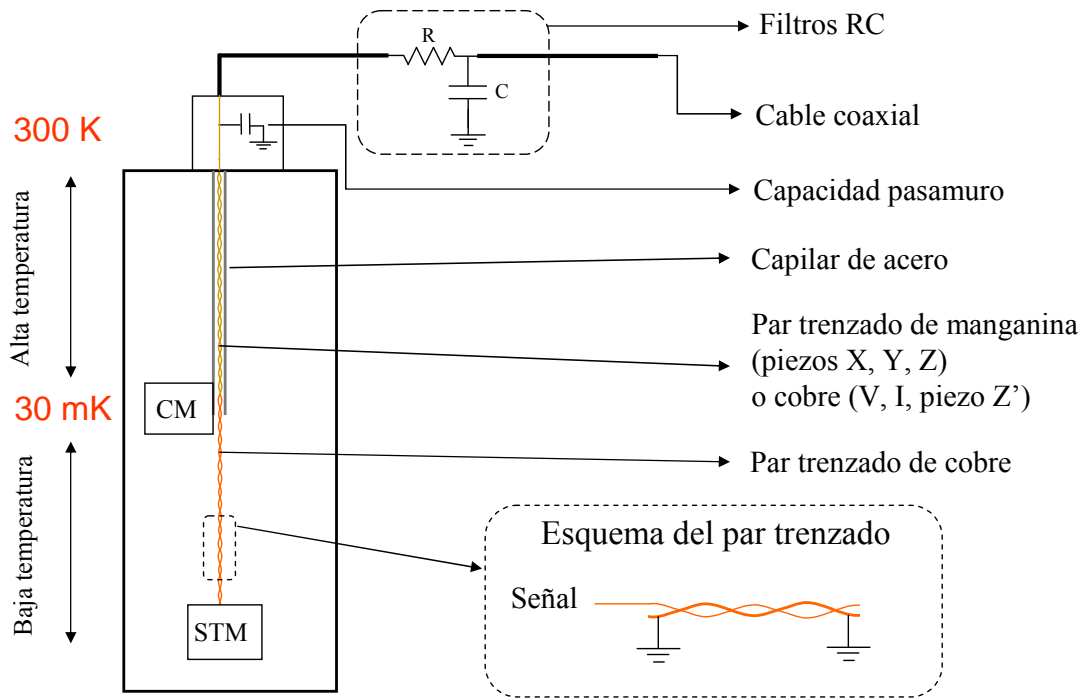 Filtros RC
R
C
Cable coaxial
300 K
Capacidad pasamuro
Alta temperatura
Capilar de acero
Par trenzado de manganina
(piezos X, Y, Z)
o cobre (V, I, piezo Z’)
CM
30 mK
Par trenzado de cobre
Baja temperatura
Esquema del par trenzado
Señal
STM